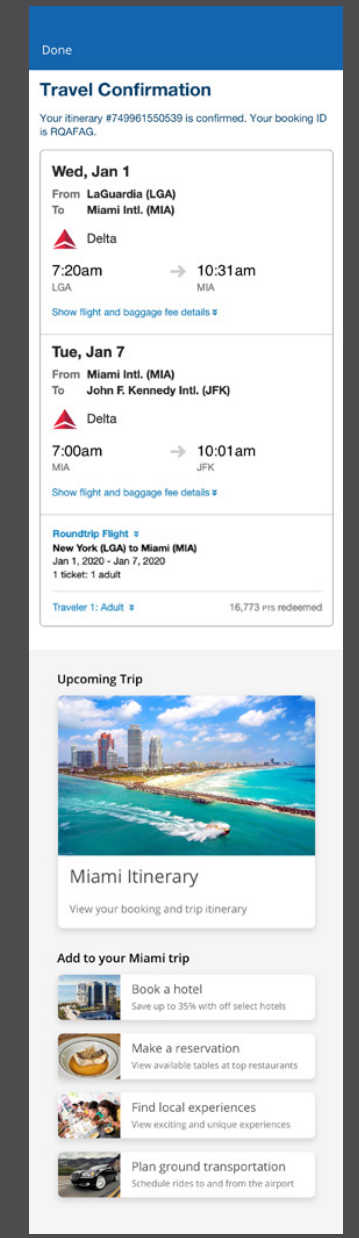 Done
Travel Confirmation
Your itinerary #749961550539 is confirmed. Your booking ID
is RQAFAG.
Wed, Jan 1
From LaGuardia (LGA)
To Miami Intl. (MIA)
Delta
7:20am → 10:31am
LGA MIA
Show flight and baggage fee details
Tue, Jan 7
From Miami Intl. (MIA)
To John F. Kennedy Intl. (JFK)
Delta
7:00am → 10:01am
MIA JFK
Show flight and baggage fee details
Roundtrip Flight
New York (LGA) to Miami (MIA)
Jan 1, 2020 - Jan 7, 2020
1 ticket: 1 adult
Traveler 1: Adult 16,773 PTS redeemed
Upcoming Trip
Miami Itinerary
View your booking and trip itinerary
Add to your Miami trip
Book a hotel
Save up to 35% with off select hotels
Make a reservation
View available tables at top restaurants
Find local experiences
View exciting and unique experiences
Plan ground transportation
Schedule rides to and from the airport